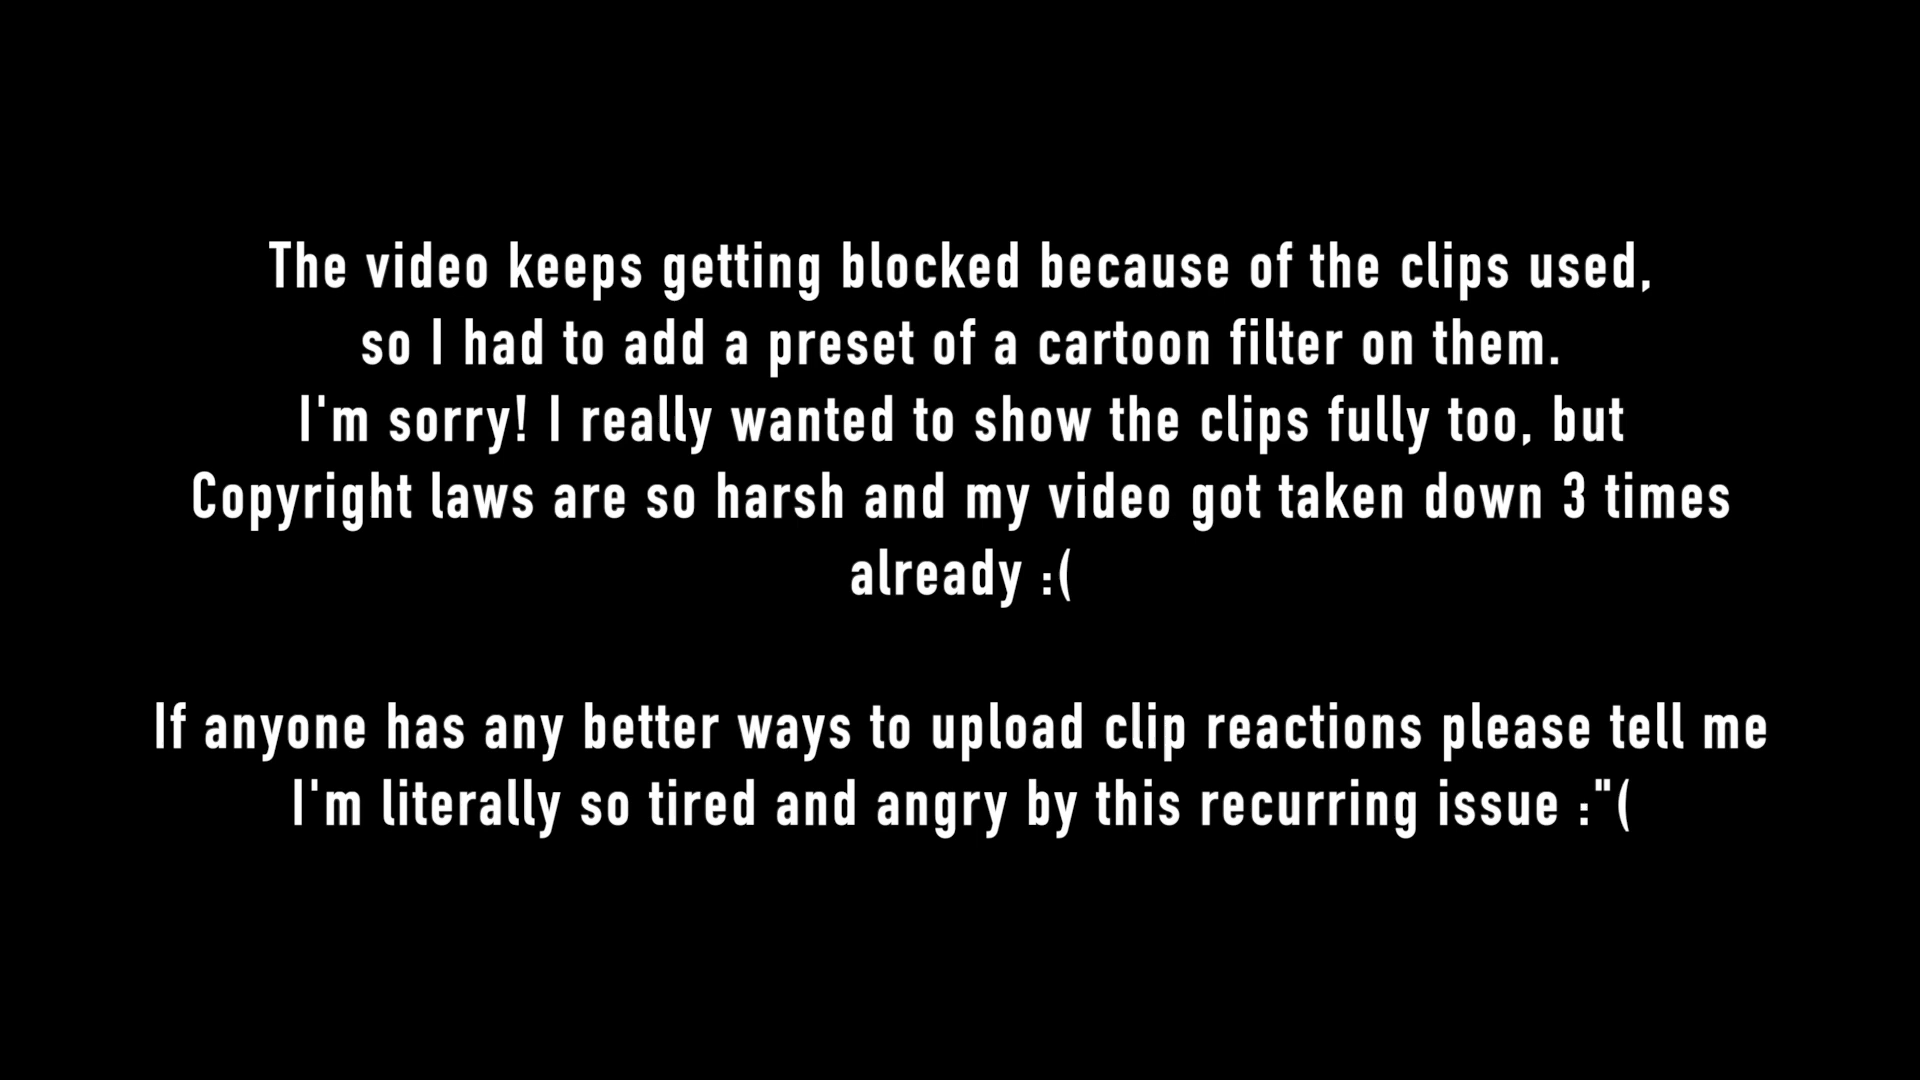 The video keeps getting blocked because of the clips used,
so I had to add a preset of a cartoon filter on them.
I'm sorry! I really wanted to show the clips fully too, but
Copyright laws are so harsh and my video got taken down 3 times
already :(
If anyone has any better ways to upload clip reactions please tell me
I'm literally so tired and angry by this recurring issue :"(